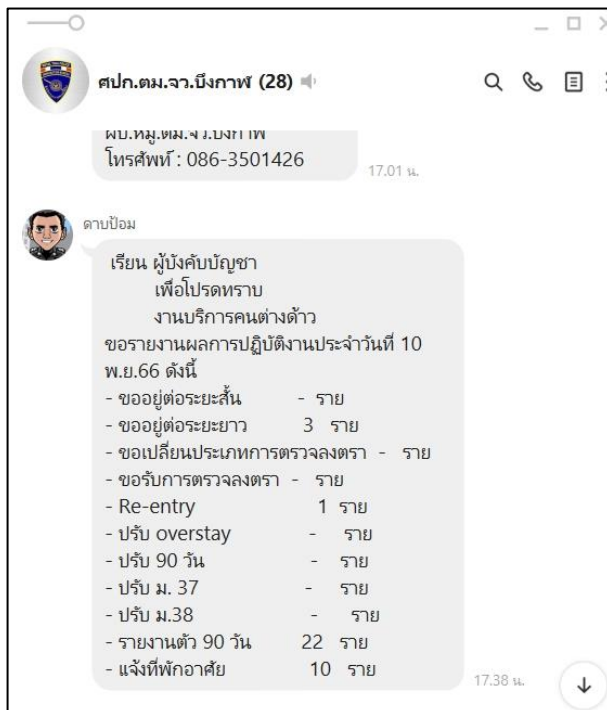 ศปก.ตม.จว.บึงกาฬ (28)
ผบ.หมู่.ตม.จว.บึงกาฬ
โทรศัพท์ : 086-3501426
17.01 น.
ดาบป้อม
เรียน ผู้บังคับบัญชา
เพื่อโปรดทราบ
งานบริการคนต่างด้าว
ขอรายงานผลการปฏิบัติงานประจำวันที่ 10
พ.ย.66 ดังนี้
- ขออยู่ต่อระยะสั้น - ราย
- ขออยู่ต่อระยะยาว 3 ราย
- ขอเปลี่ยนประเภทการตรวจลงตรา - ราย
- ขอรับการตรวจลงตรา - ราย
- Re-entry 1 ราย
- ปรับ overstay - ราย
- ปรับ 90 วัน - ราย
- ปรับ ม. 37 - ราย
- ปรับ ม.38 - ราย
- รายงานตัว 90 วัน 22 ราย
- แจ้งที่พักอาศัย 10 ราย
17.38 น.